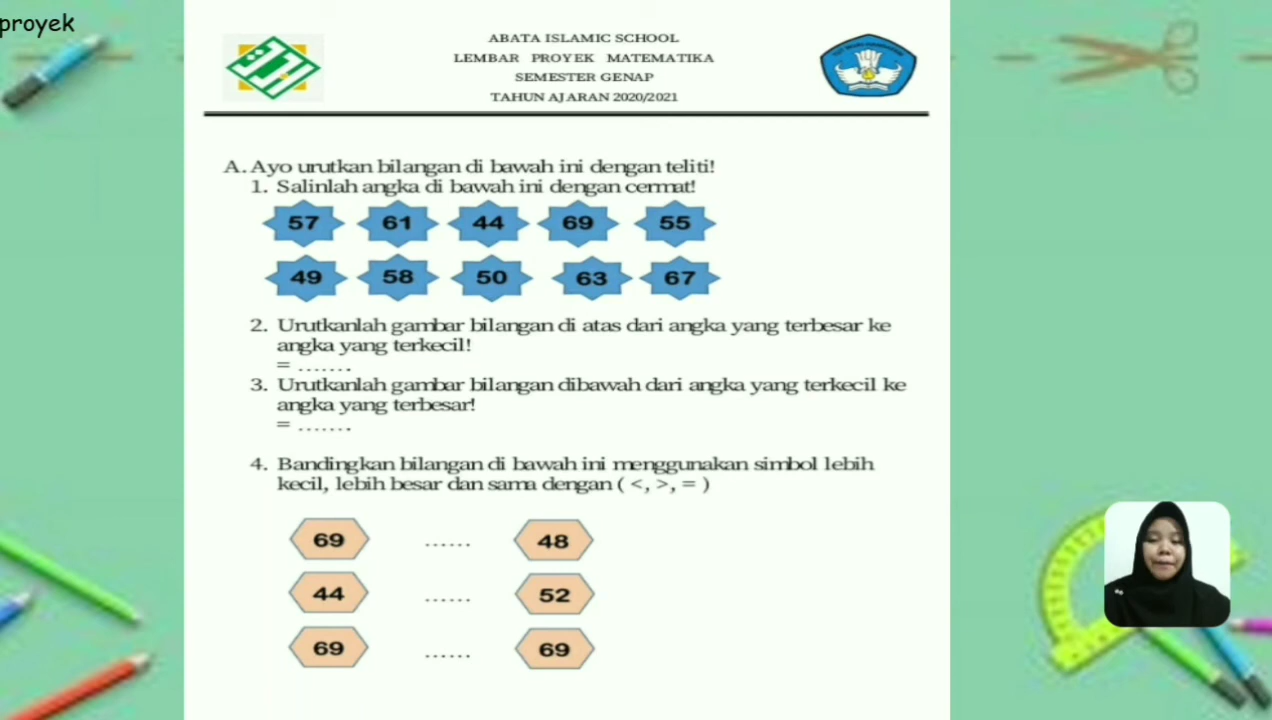 proyek
ABATA ISLAMIC SCHOOL
LEMBAR PROYEK MATEMATIKA
SEMESTER GENAP
TAHUN AJARAN 2020/2021
A. Ayo urutkan bilangan di bawah ini dengan teliti!
1. Salinlah angka di bawah ini dengan cermat!
57 61 44 69 55
49 58 50 63 67
2. Urutkanlah gambar bilangan di atas dari angka yang terbesar ke
angka yang terkecil!
= .......
3. Urutkanlah gambar bilangan dibawah dari angka yang terkecil ke
angka yang terbesar!
= .......
4. Bandingkan bilangan di bawah ini menggunakan simbol lebih
kecil, lebih besar dan sama dengan ( <, >, = )
69 ...... 48
44 ...... 52
69 ...... 69